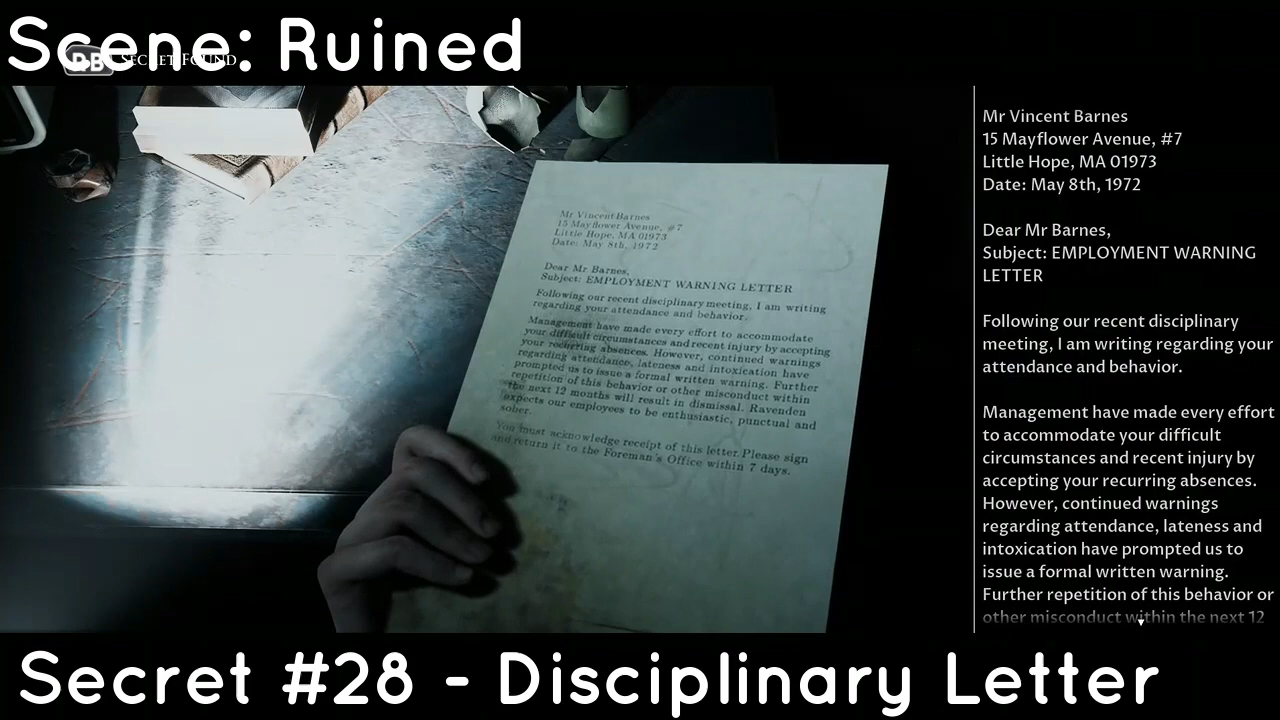 Scene: Ruined
RB Secret Found
Mr Vincent Barnes
15 Mayflower Avenue, #7
Little Hope, MA 01973
Date: May 8th, 1972
Dear Mr Barnes,
Subject: EMPLOYMENT WARNING LETTER
Following our recent disciplinary meeting, I am writing
regarding your attendance and behavior.
Management have made every effort to accommodate
your difficult circumstances and recent injury by accepting
your recurring absences. However, continued warnings
regarding attendance, lateness and intoxication have
prompted us to issue a formal written warning. Further
repetition of this behavior or other misconduct within
the next 12 months will result in dismissal. Ravenden
expects our employees to be enthusiastic, punctual and
sober.
You must acknowledge receipt of this letter. Please sign
and return it to the Foreman's Office within 7 days.
Mr Vincent Barnes
15 Mayflower Avenue, #7
Little Hope, MA 01973
Date: May 8th, 1972
Dear Mr Barnes,
Subject: EMPLOYMENT WARNING
LETTER
Following our recent disciplinary
meeting, I am writing regarding your
attendance and behavior.
Management have made every effort
to accommodate your difficult
circumstances and recent injury by
accepting your recurring absences.
However, continued warnings
regarding attendance, lateness and
intoxication have prompted us to
issue a formal written warning.
Further repetition of this behavior or
other misconduct within the next 12
Secret #28 - Disciplinary Letter